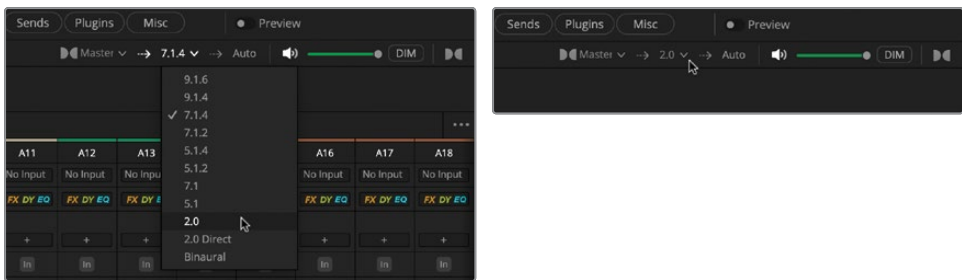 Sends Plugins Misc Preview
Master 7.1.4 Auto DIM
9.1.6
9.1.4
✓ 7.1.4
7.1.2
5.1.4
5.1.2
7.1
5.1
2.0
2.0 Direct
Binaural
A11 A12 A13 A16 A17 A18
No Input No Input No Inpu No Input No Input No Input
FX DY EQ FX DY EQ FX DY FX DY EQ FX DY EQ FX DY EQ
+ + + + + +
In In In In In In
Sends Plugins Misc Preview
Master 2.0 Auto DIM